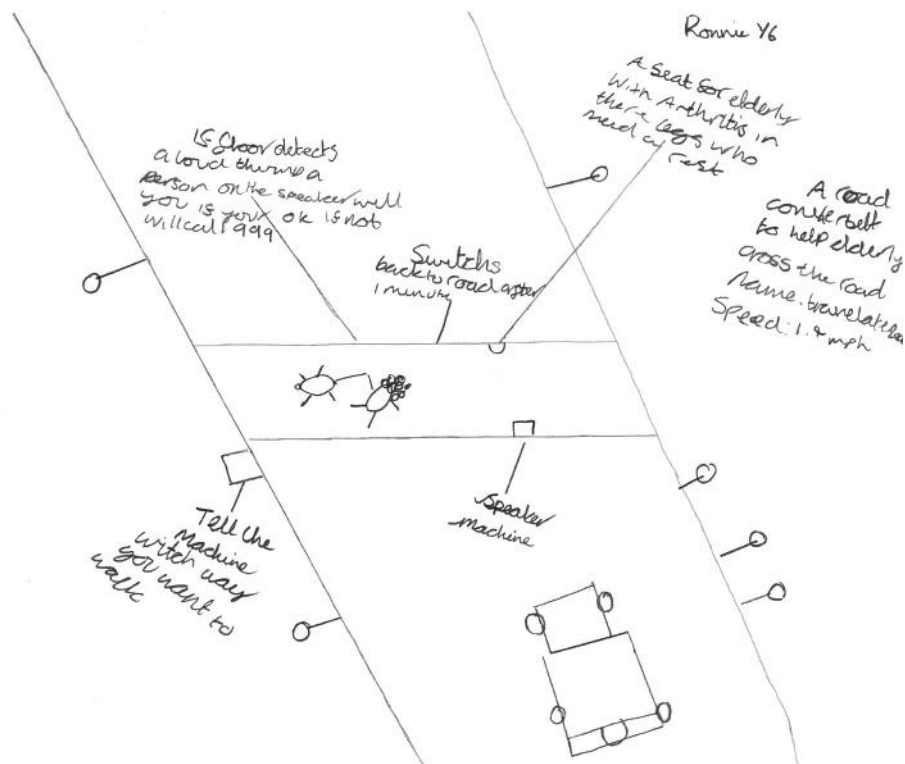 Ronnie Y6
A seat for elderly
with Arthritis in
there legs who
need a rest
If floor detects
a loud thump a
person on the speaker will
you is your ok if not
will call 999
Switchs
back to road after
1 minute
A road
to help elderly
cross the road
Name:
Speed: 1.4 mph
Tell the
Machine
witch way
you want to
walk
speaker
machine